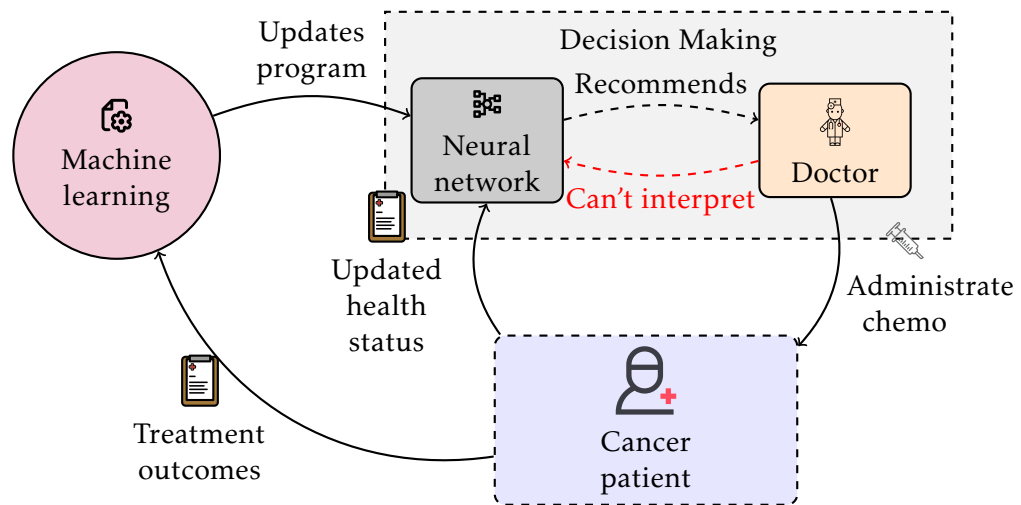 Updates
program
Decision Making
Recommends
Machine
learning
Neural
network
Doctor
Can't interpret
Updated
health
status
Administrate
chemo
Treatment
outcomes
Cancer
patient